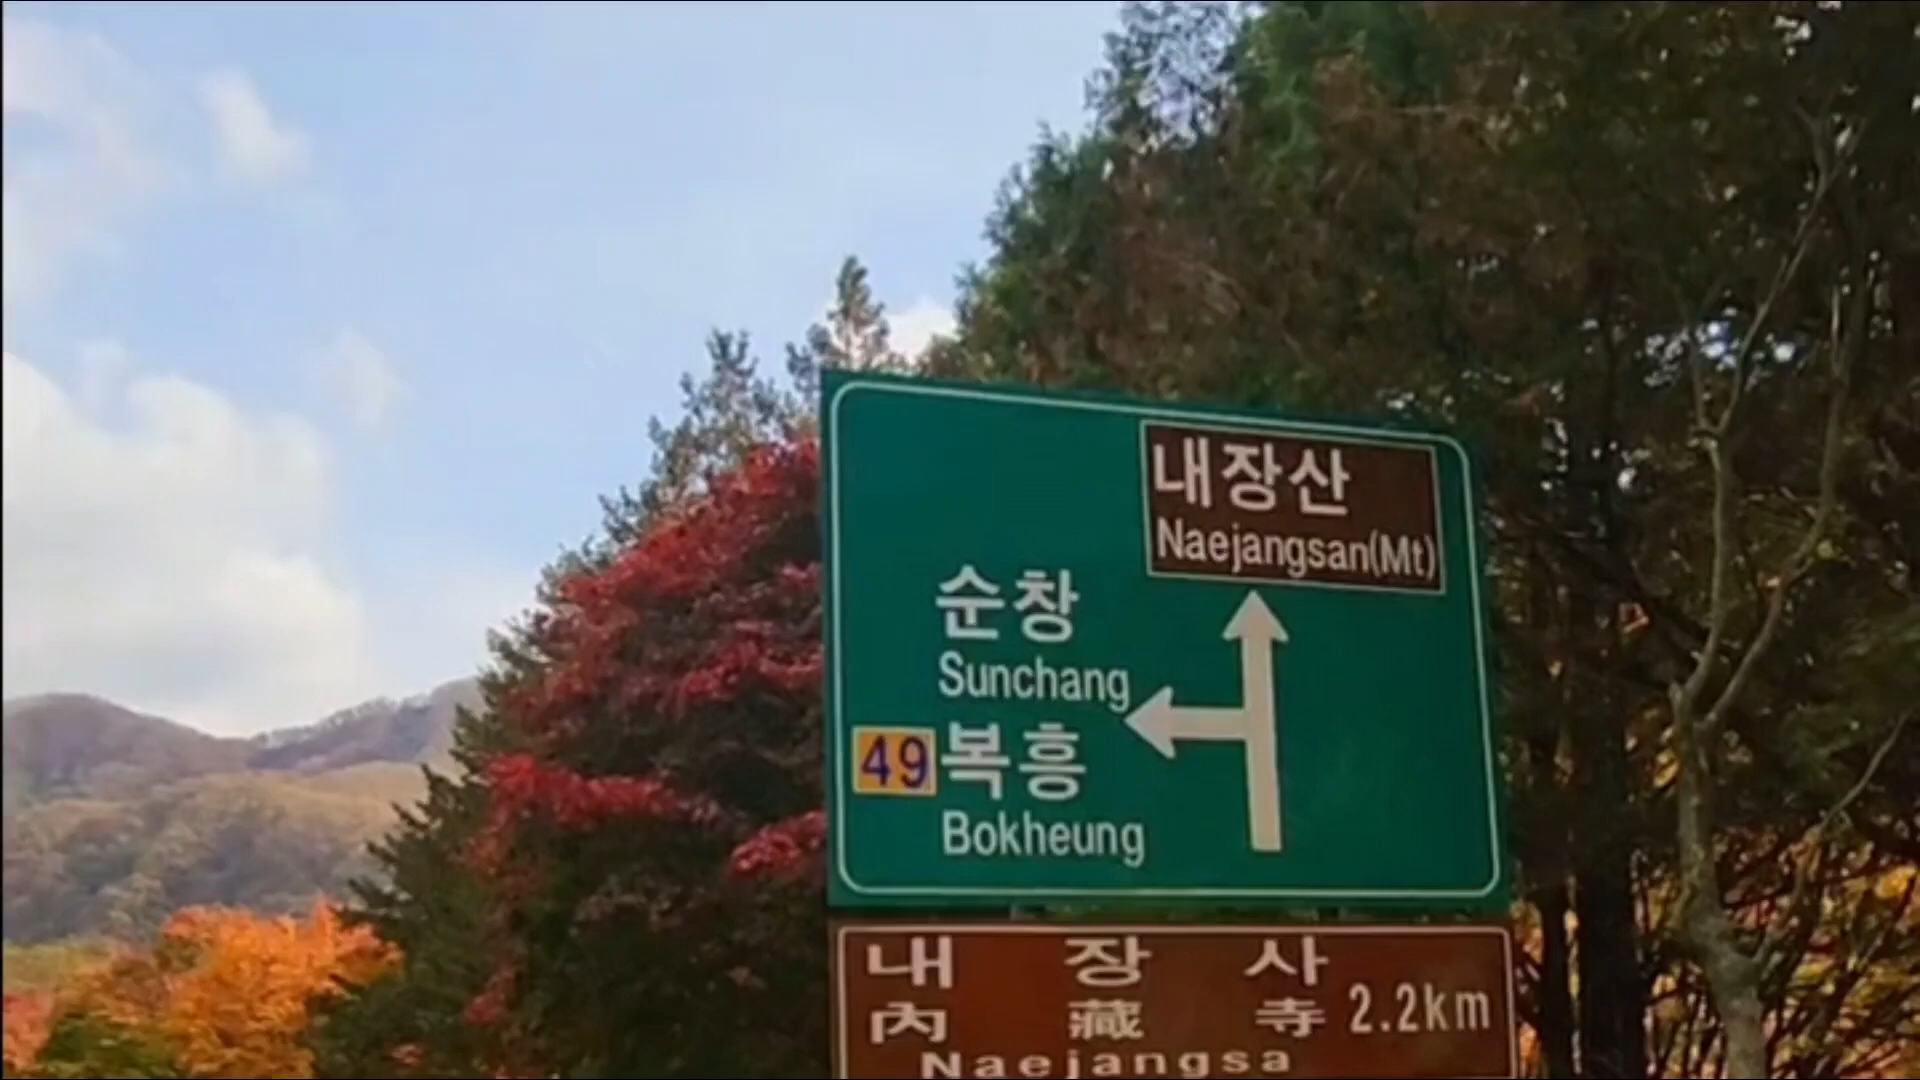 내장산
Naejangsan(Mt)
순창
Sunchang
49 복흥
Bokheung
내 장 사
內 藏 寺 2.2km
Naejangsa